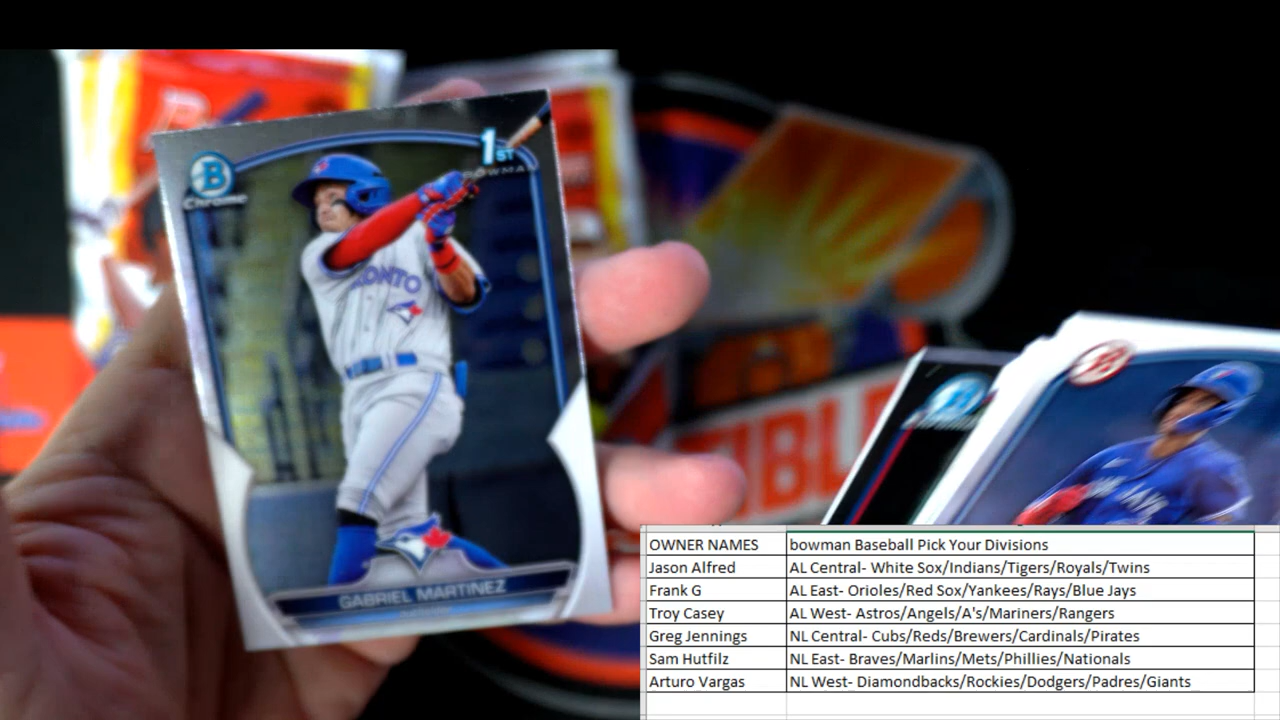 1ST
BOWMAN
B
Chrome
RONTO
GABRIEL MARTINEZ
TIBLE
B
B
OWNER NAMES bowman Baseball Pick Your Divisions
Jason Alfred AL Central- White Sox/Indians/Tigers/Royals/Twins
Frank G AL East- Orioles/Red Sox/Yankees/Rays/Blue Jays
Troy Casey AL West- Astros/Angels/A's/Mariners/Rangers
Greg Jennings NL Central- Cubs/Reds/Brewers/Cardinals/Pirates
Sam Hutfilz NL East- Braves/Marlins/Mets/Phillies/Nationals
Arturo Vargas NL West- Diamondbacks/Rockies/Dodgers/Padres/Giants